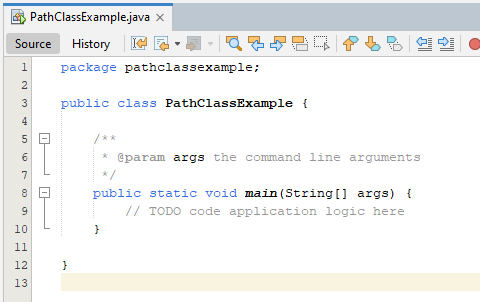 PathClassExample.java
Source History
1 package pathclassexample;
2
3 public class PathClassExample {
4
5 /**
6 * @param args the command line arguments
7 */
8 public static void main(String[] args) {
9 // TODO code application logic here
10 }
11
12 }
13